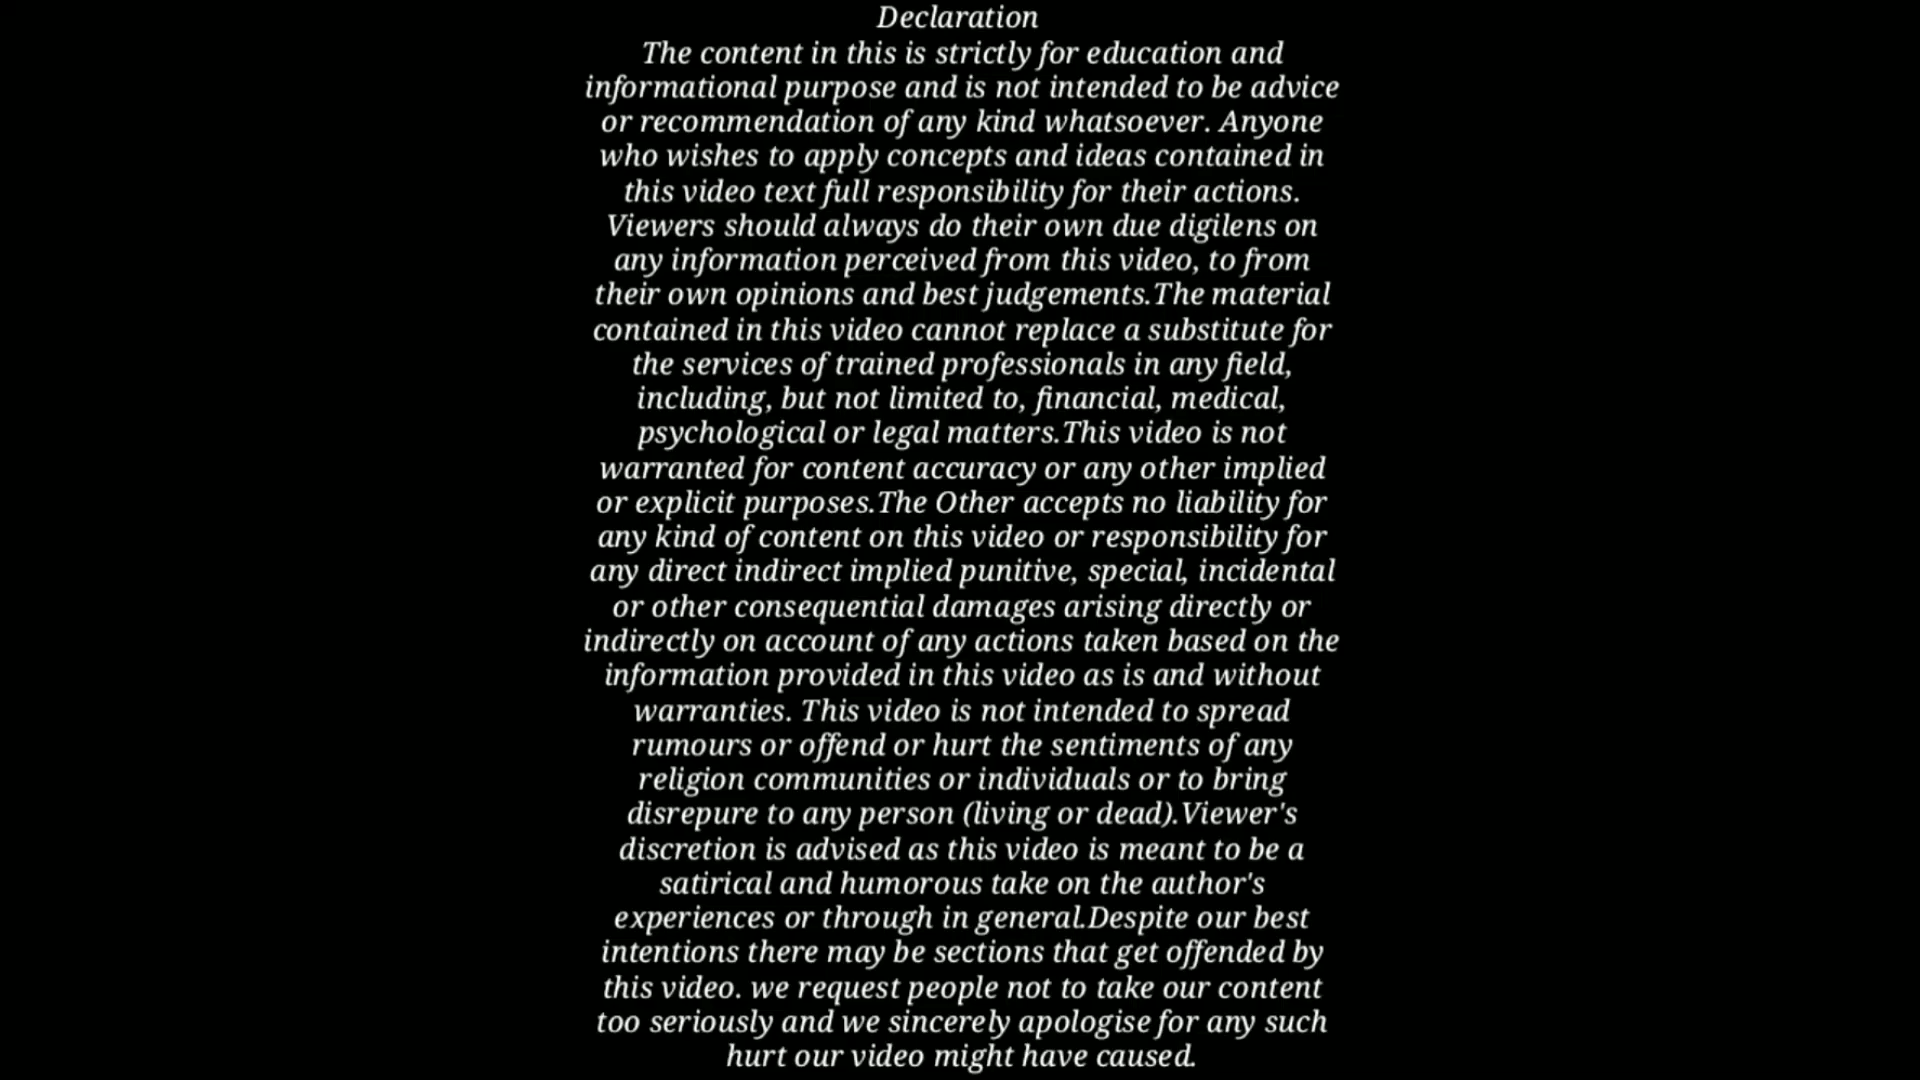 Declaration
The content in this is strictly for education and
informational purpose and is not intended to be advice
or recommendation of any kind whatsoever. Anyone
who wishes to apply concepts and ideas contained in
this video text full responsibility for their actions.
Viewers should always do their own due digilens on
any information perceived from this video, to from
their own opinions and best judgements.The material
contained in this video cannot replace a substitute for
the services of trained professionals in any field,
including, but not limited to, financial, medical,
psychological or legal matters.This video is not
warranted for content accuracy or any other implied
or explicit purposes.The Other accepts no liability for
any kind of content on this video or responsibility for
any direct indirect implied punitive, special, incidental
or other consequential damages arising directly or
indirectly on account of any actions taken based on the
information provided in this video as is and without
warranties. This video is not intended to spread
rumours or offend or hurt the sentiments of any
religion communities or individuals or to bring
disrepure to any person (living or dead).Viewer's
discretion is advised as this video is meant to be a
satirical and humorous take on the author's
experiences or through in general.Despite our best
intentions there may be sections that get offended by
this video. we request people not to take our content
too seriously and we sincerely apologise for any such
hurt our video might have caused.